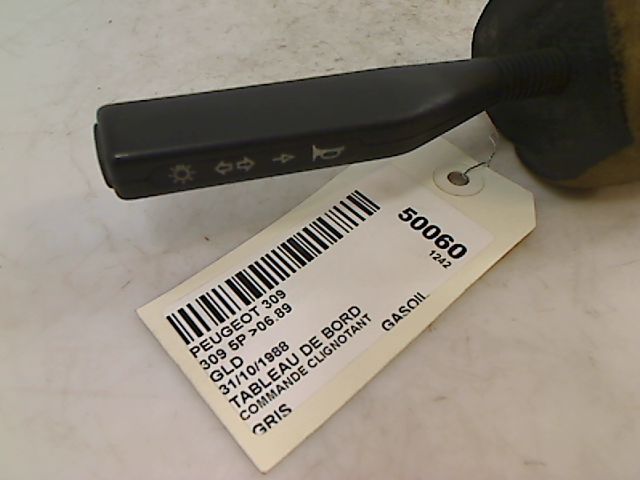 50060
1242
PEUGEOT 309
309 5P >06.89
GLD GASOIL
31/10/1988
TABLEAU DE BORD
COMMANDE CLIGNOTANT
GRIS